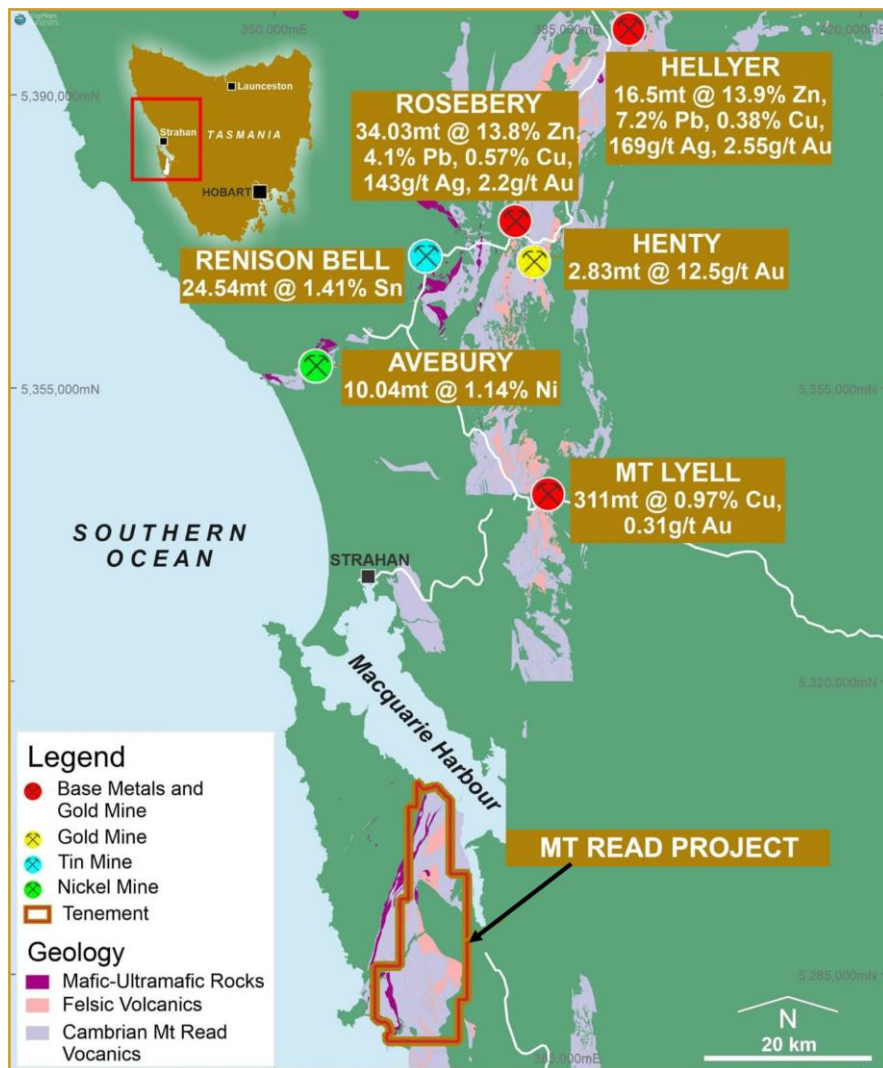 350,000mE
385,000mE
420,000mE
5,390,000mN
Launceston
Strahan
TASMANIA
HOBART
HELLYER
16.5mt @ 13.9% Zn,
7.2% Pb, 0.38% Cu,
169g/t Ag, 2.55g/t Au
ROSEBERY
34.03mt @ 13.8% Zn,
4.1% Pb, 0.57% Cu,
143g/t Ag, 2.2g/t Au
RENISON BELL
24.54mt @ 1.41% Sn
HENTY
2.83mt @ 12.5g/t Au
AVEBURY
10.04mt @ 1.14% Ni
5,355,000mN
5,355,000mN
MT LYELL
311mt @ 0.97% Cu,
0.31g/t Au
SOUTHERN
OCEAN
STRAHAN
Macquarie Harbour
5,320,000mN
MT READ PROJECT
Legend
Base Metals and
Gold Mine
Gold Mine
Tin Mine
Nickel Mine
Tenement
Geology
Mafic-Ultramafic Rocks
Felsic Volcanics
Cambrian Mt Read
Vocanics
5,285,000mN
385,000mE
N
20 km